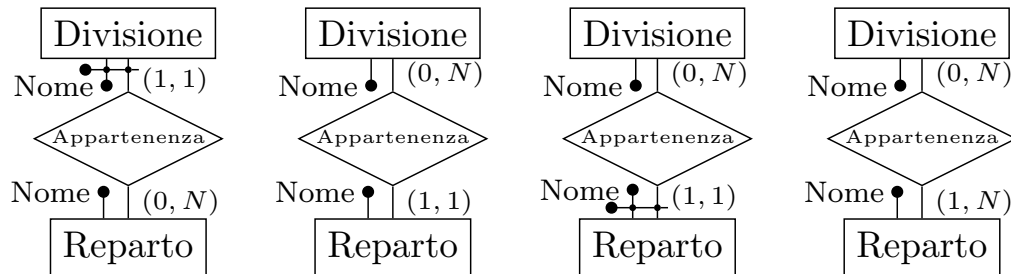 Divisione Divisione Divisione Divisione
Nome (1, 1) Nome (0, N) Nome (0, N) Nome (0, N)
Appartenenza Appartenenza Appartenenza Appartenenza
Nome (0, N) Nome (1, 1) Nome (1, 1) Nome (1, N)
Reparto Reparto Reparto Reparto